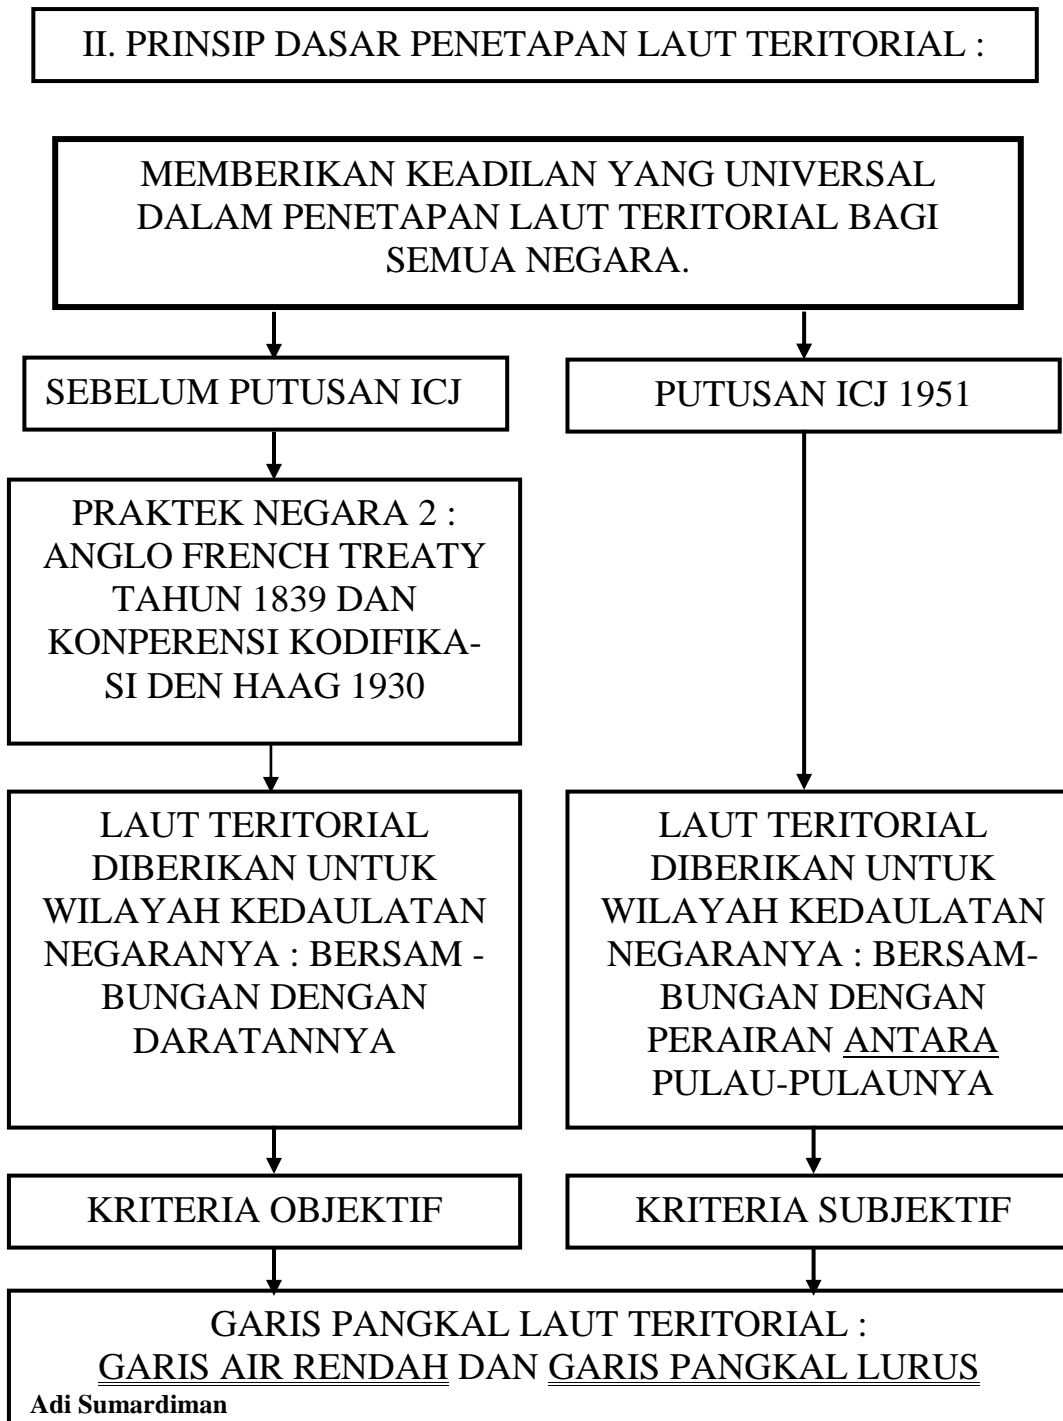 II. PRINSIP DASAR PENETAPAN LAUT TERITORIAL :
MEMBERIKAN KEADILAN YANG UNIVERSAL
DALAM PENETAPAN LAUT TERITORIAL BAGI
SEMUA NEGARA.
SEBELUM PUTUSAN ICJ
PRAKTEK NEGARA 2 :
ANGLO FRENCH TREATY
TAHUN 1839 DAN
KONPERENSI KODIFIKA-
SI DEN HAAG 1930
LAUT TERITORIAL
DIBERIKAN UNTUK
WILAYAH KEDAULATAN
NEGARANYA : BERSAM -
BUNGAN DENGAN
DARATANNYA
KRITERIA OBJEKTIF
PUTUSAN ICJ 1951
LAUT TERITORIAL
DIBERIKAN UNTUK
WILAYAH KEDAULATAN
NEGARANYA : BERSAM-
BUNGAN DENGAN
PERAIRAN ANTARA
PULAU-PULAUNYA
KRITERIA SUBJEKTIF
GARIS PANGKAL LAUT TERITORIAL :
GARIS AIR RENDAH DAN GARIS PANGKAL LURUS
Adi Sumardiman